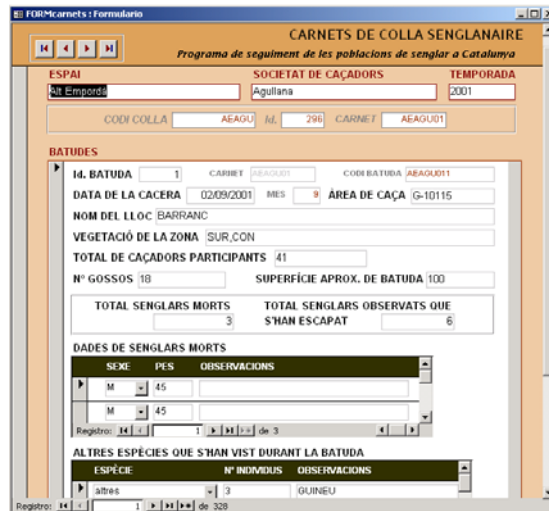 FORMcarnets : Formulario
CARNETS DE COLLA SENGLANAIRE
Programa de seguiment de les poblacions de senglar a Catalunya
ESPAI SOCIETAT DE CAÇADORS TEMPORADA
Alt Empordà Agullana 2001
CODI COLLA AEAGU Id. 296 CARNET AEAGU01
BATUDES
Id. BATUDA 1 CARNET AEAGU01 CODI BATUDA AEAGU011
DATA DE LA CACERA 02/09/2001 MES 9 ÀREA DE CAÇA G-10115
NOM DEL LLOC BARRANC
VEGETACIÓ DE LA ZONA SUR,CON
TOTAL DE CAÇADORS PARTICIPANTS 41
Nº GOSSOS 18 SUPERFÍCIE APROX. DE BATUDA 100
TOTAL SENGLARS MORTS TOTAL SENGLARS OBSERVATS QUE
3 S'HAN ESCAPAT 6
DADES DE SENGLARS MORTS
SEXE PES OBSERVACIONS
M 45
M 45
Registro: 1 de 3
ALTRES ESPÈCIES QUE S'HAN VIST DURANT LA BATUDA
ESPÈCIE Nº INDIVIDUS OBSERVACIONS
altres 3 GUINEU
Registro: 1 de 328